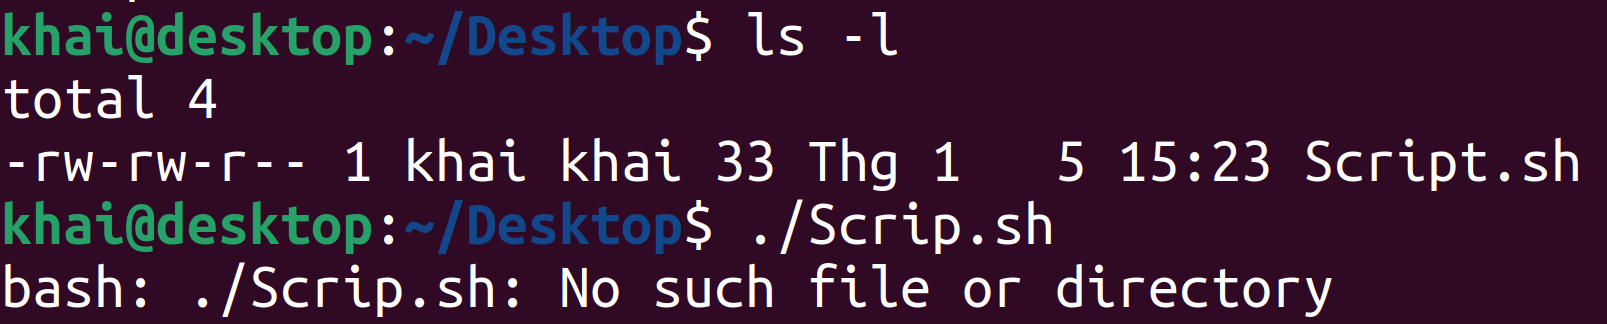 khai@desktop:~/Desktop$ ls -l
total 4
-rw-rw-r-- 1 khai khai 33 Thg 1   5 15:23 Script.sh
khai@desktop:~/Desktop$ ./Scrip.sh
bash: ./Scrip.sh: No such file or directory